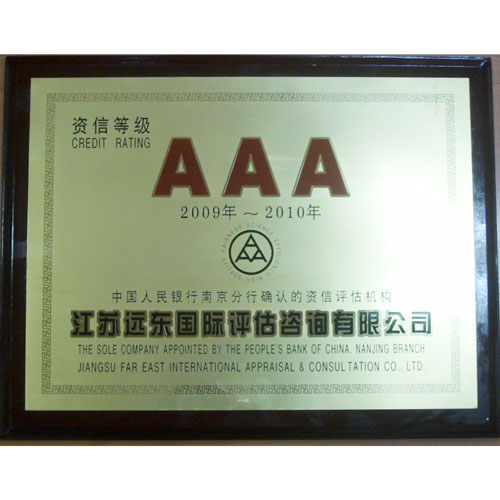 资信等级
CREDIT RATING
AAA
2009年～2010年
中国人民银行南京分行确认的资信评估机构
江苏远东国际评估咨询有限公司
THE SOLE COMPANY APPOINTED BY THE PEOPLE'S BANK OF CHINA. NANJING BRANCH
JIANGSU FAR EAST INTERNATIONAL APPRAISAL & CONSULTATION CO., LTD.